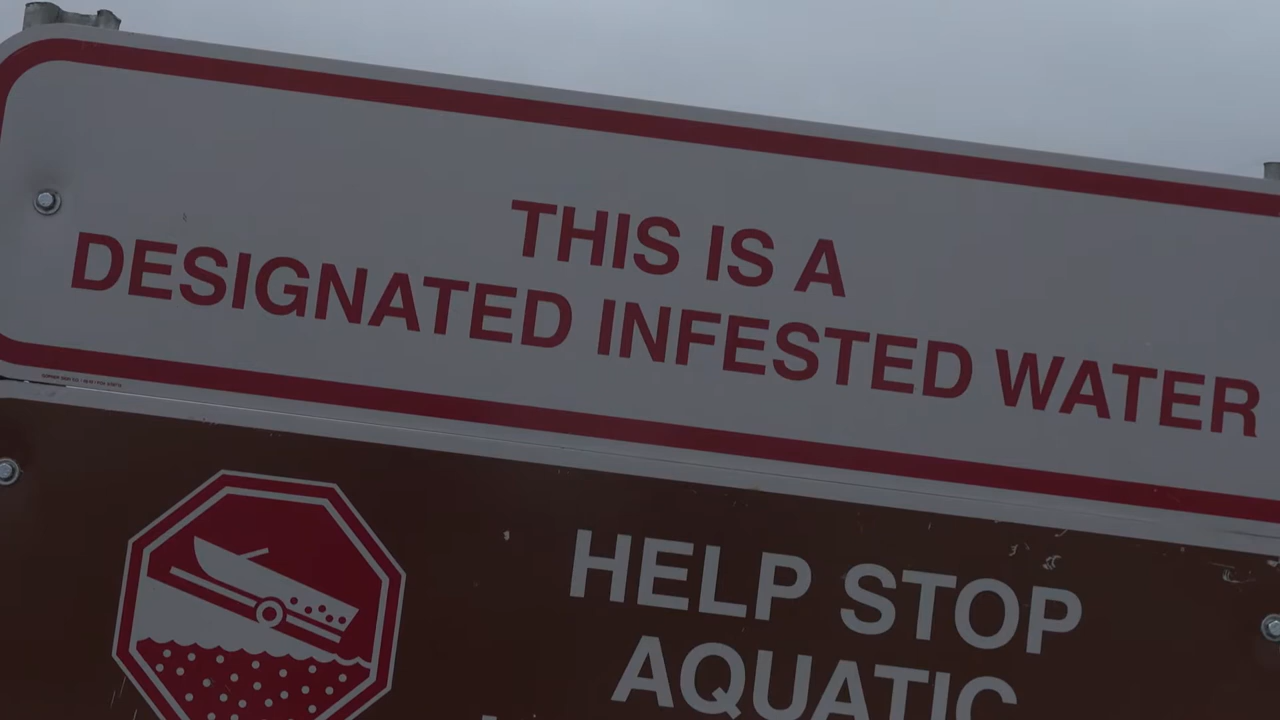 THIS IS A
DESIGNATED INFESTED WATER
HELP STOP
AQUATIC